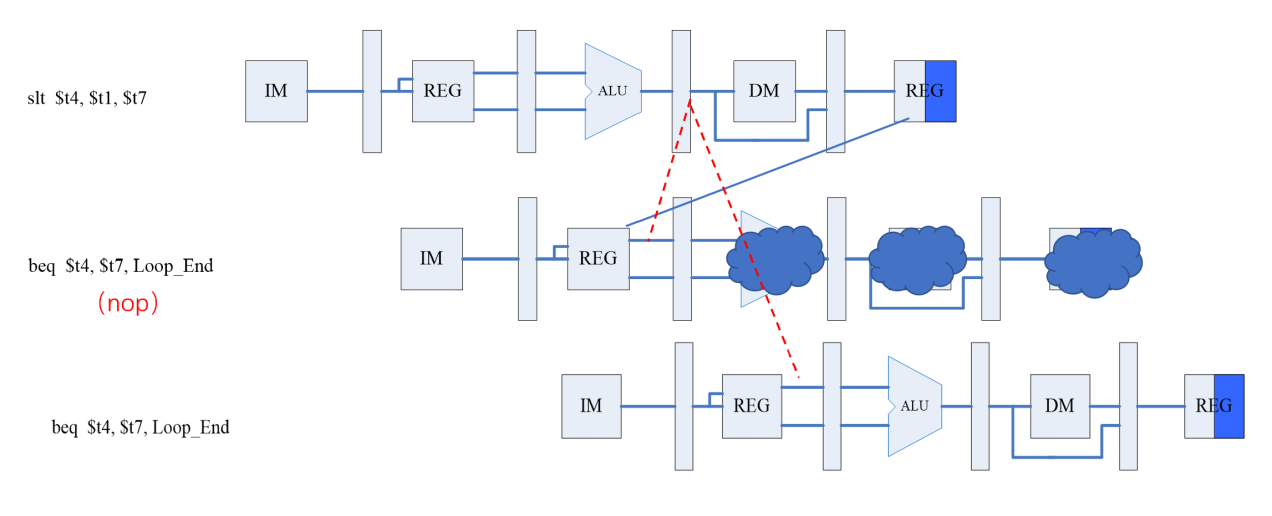 slt $t4, $t1, $t7
IM
REG
ALU
DM
REG
beq $t4, $t7, Loop_End
(nop)
IM
REG
beq $t4, $t7, Loop_End
IM
REG
ALU
DM
REG